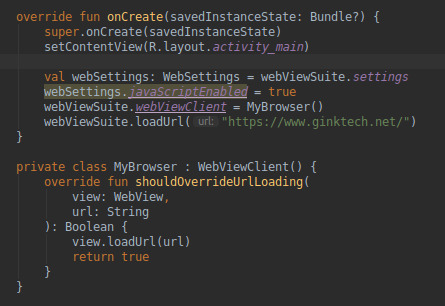 override fun onCreate(savedInstanceState: Bundle?) {
super.onCreate(savedInstanceState)
setContentView(R.layout.activity_main)
val webSettings: WebSettings = webViewSuite.settings
webSettings.javaScriptEnabled = true
webViewSuite.webViewClient = MyBrowser()
webViewSuite.loadUrl( url: "https://www.ginktech.net/")
}
private class MyBrowser : WebViewClient() {
override fun shouldOverrideUrlLoading(
view: WebView,
url: String
): Boolean {
view.loadUrl(url)
return true
}
}